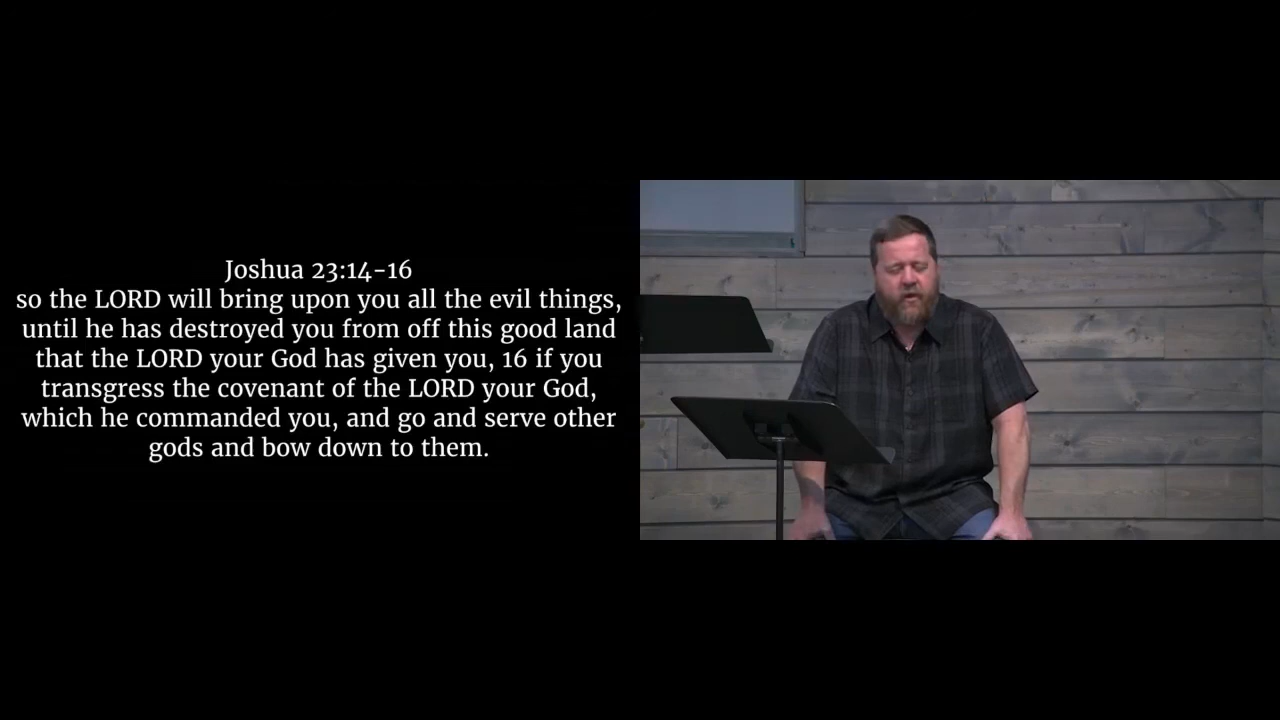 Joshua 23:14-16
so the LORD will bring upon you all the evil things,
until he has destroyed you from off this good land
that the LORD your God has given you, 16 if you
transgress the covenant of the LORD your God,
which he commanded you, and go and serve other
gods and bow down to them.